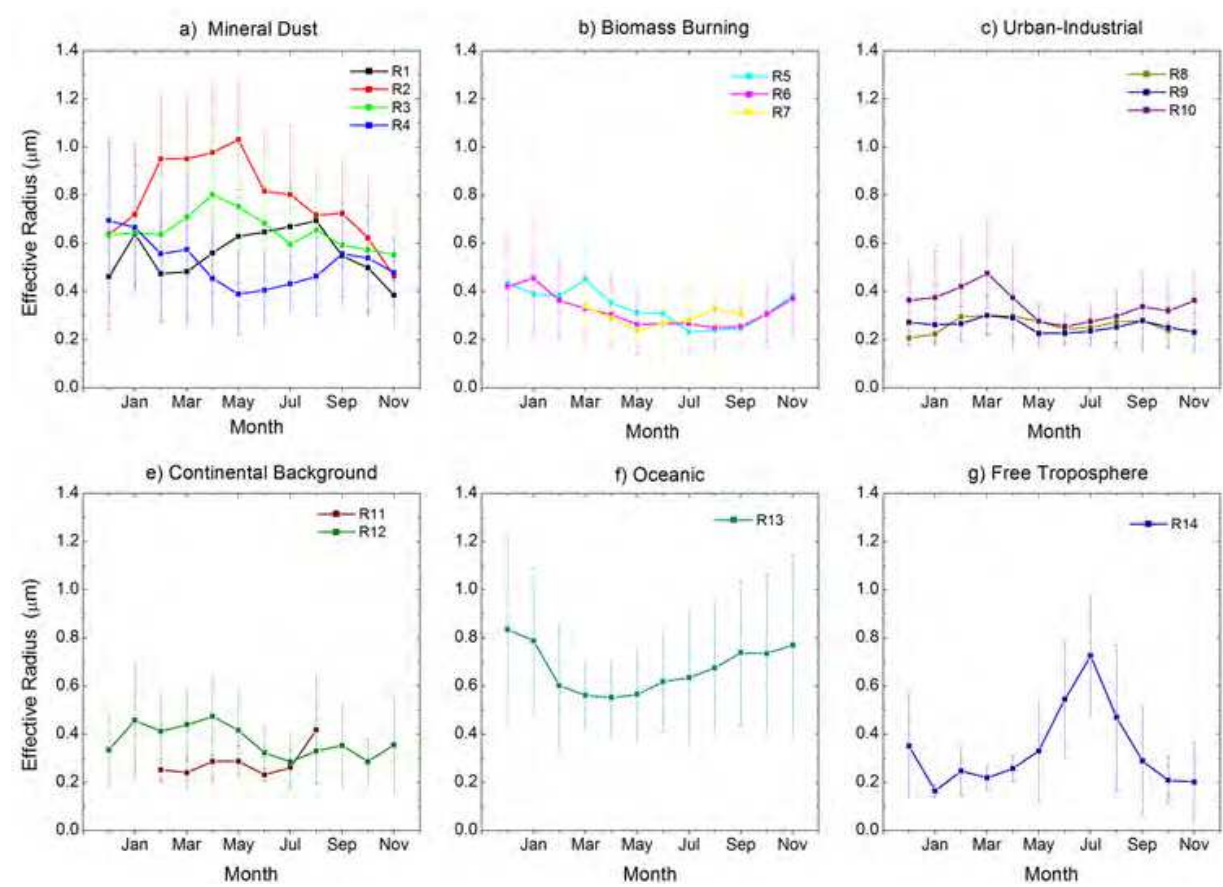 a) Mineral Dust
b) Biomass Burning
c) Urban-Industrial
1.4
1.2
1.0
0.8
0.6
0.4
0.2
0.0
Effective Radius (μm)
R1
R2
R3
R4
Jan Mar May Jul Sep Nov
Month
1.4
1.2
1.0
0.8
0.6
0.4
0.2
0.0
R5
R6
R7
Jan Mar May Jul Sep Nov
Month
1.4
1.2
1.0
0.8
0.6
0.4
0.2
0.0
R8
R9
R10
Jan Mar May Jul Sep Nov
Month
e) Continental Background
f) Oceanic
g) Free Troposphere
1.4
1.2
1.0
0.8
0.6
0.4
0.2
0.0
Effective Radius (μm)
R11
R12
Jan Mar May Jul Sep Nov
Month
1.4
1.2
1.0
0.8
0.6
0.4
0.2
0.0
R13
Jan Mar May Jul Sep Nov
Month
1.4
1.2
1.0
0.8
0.6
0.4
0.2
0.0
R14
Jan Mar May Jul Sep Nov
Month